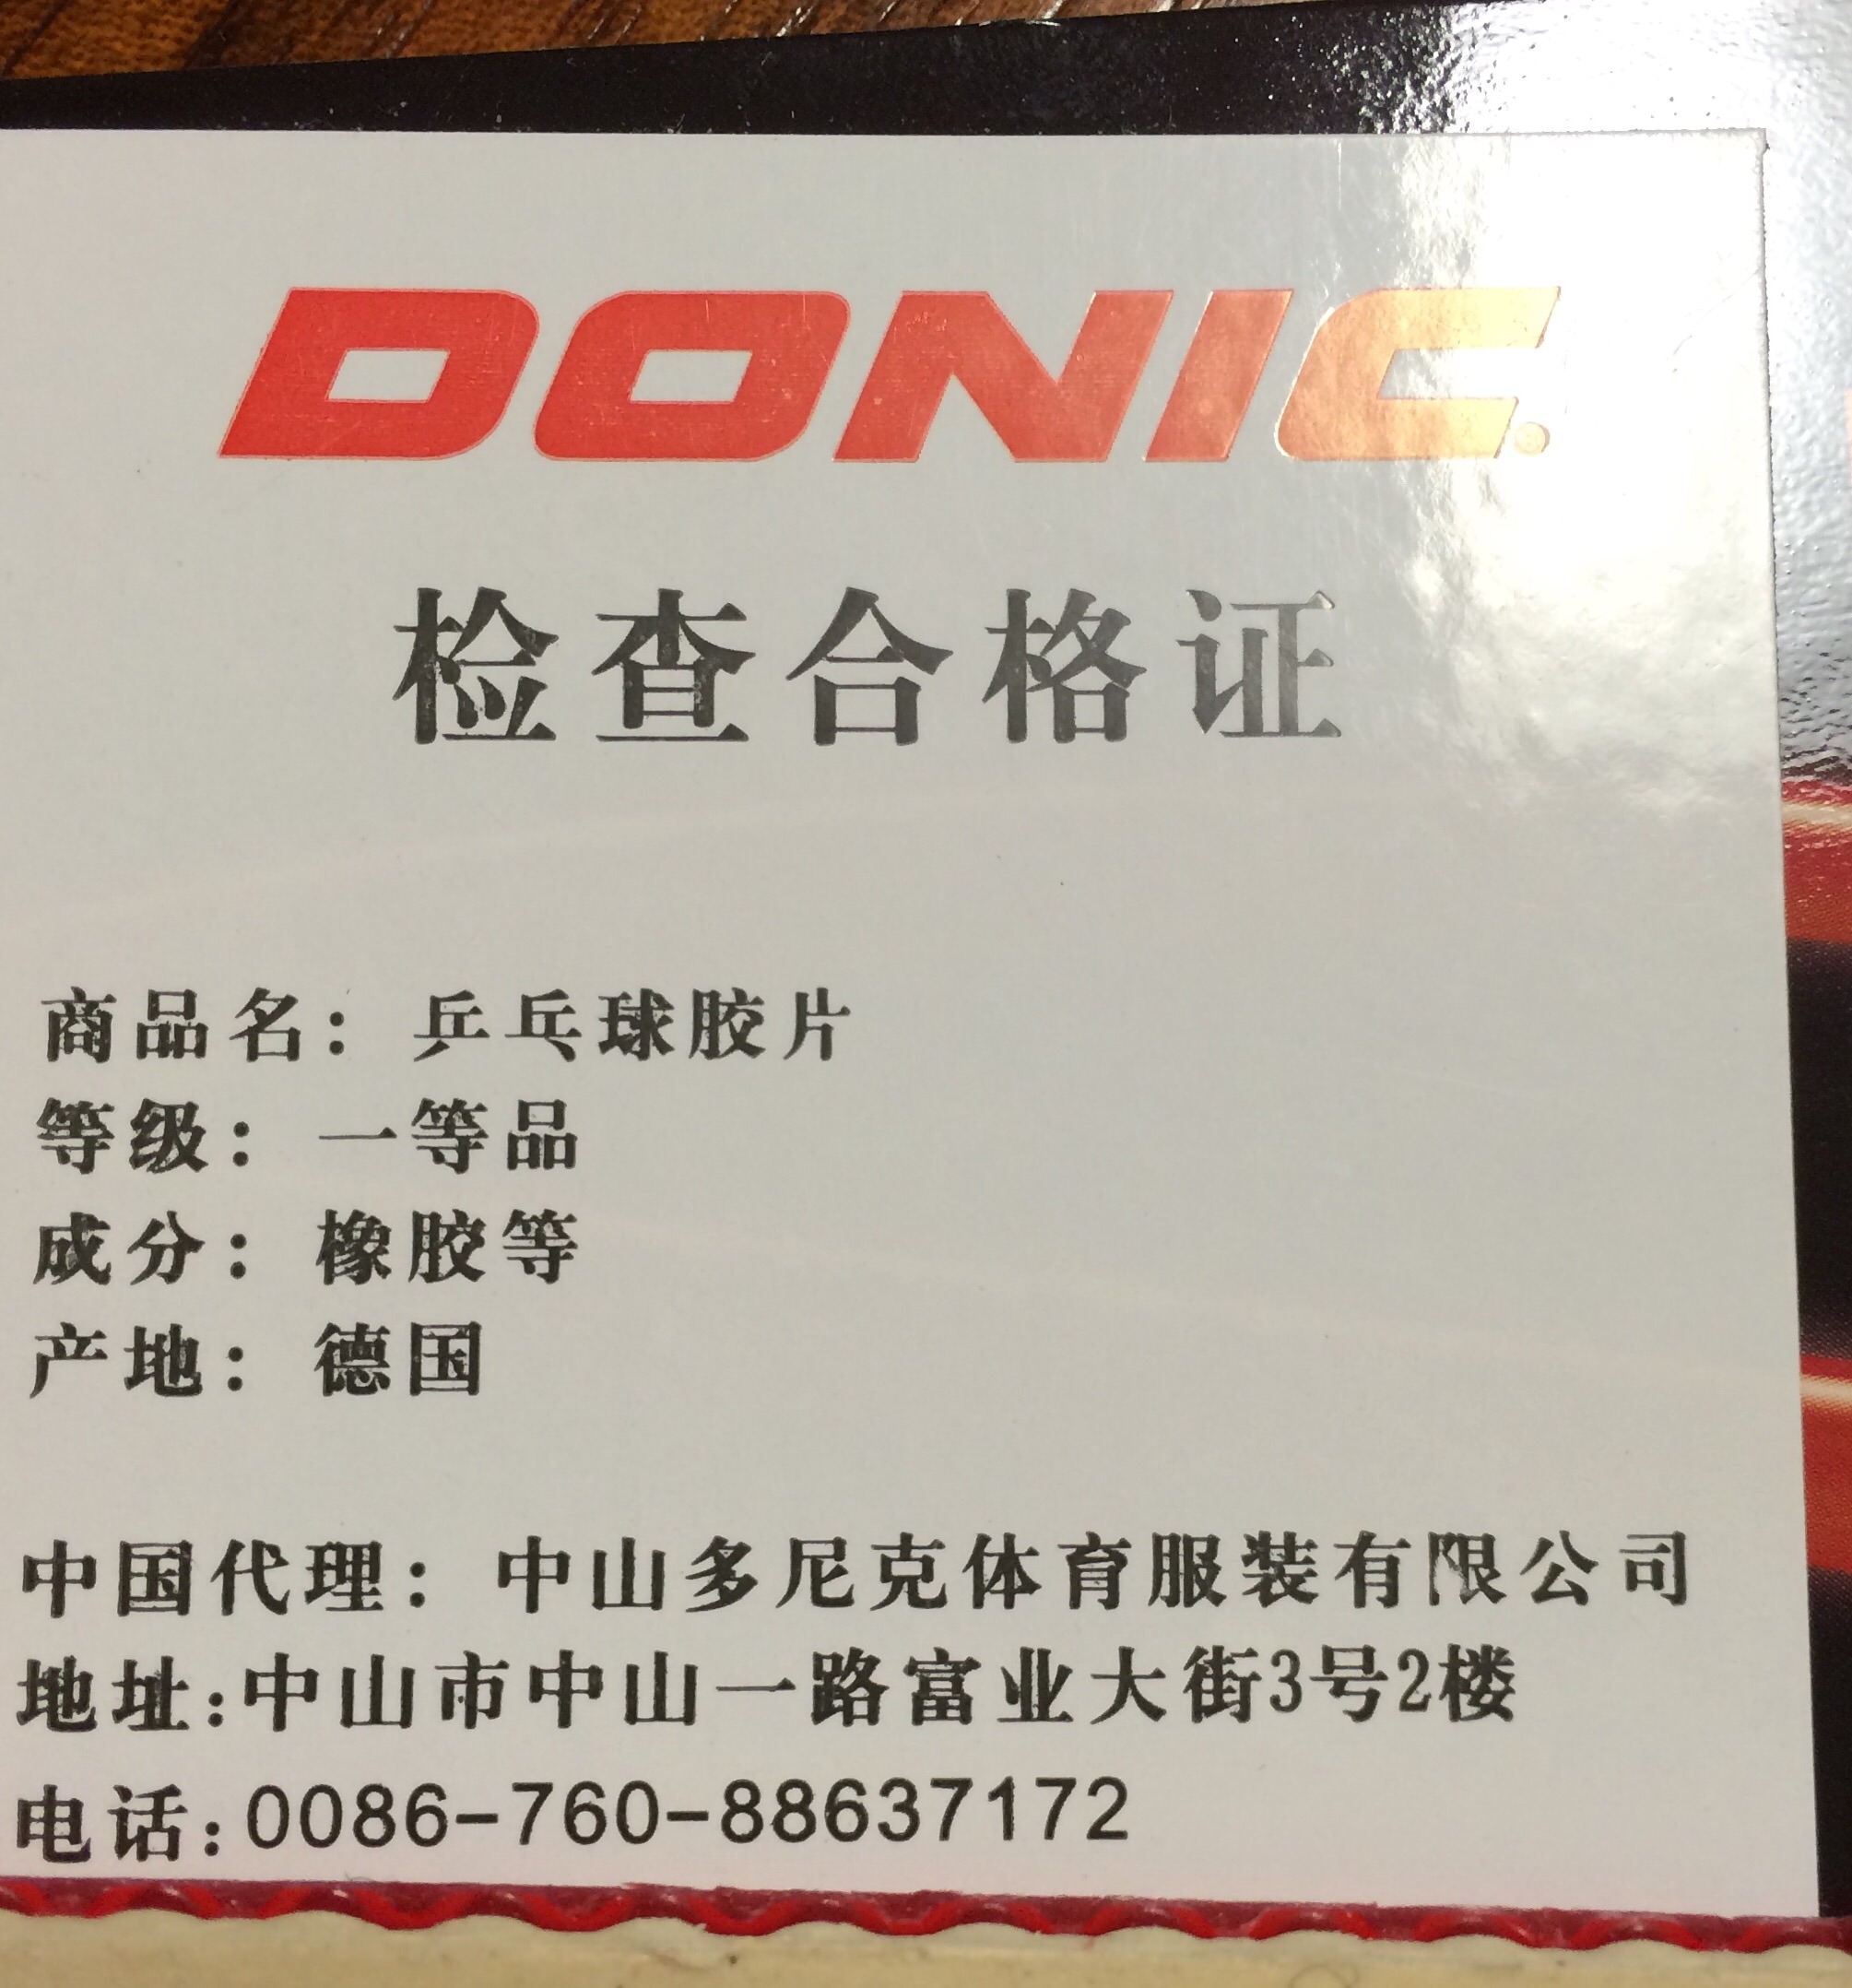 DONIC®
检查合格证
商品名：乒乓球胶片
等级：一等品
成分：橡胶等
产地：德国
中国代理：中山多尼克体育服装有限公司
地址:中山市中山一路富业大街3号2楼
电话:0086-760-88637172